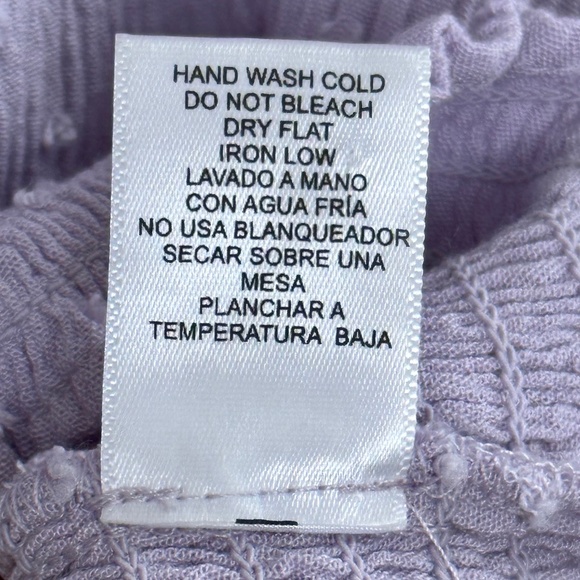 HAND WASH COLD
DO NOT BLEACH
DRY FLAT
IRON LOW
LAVADO A MANO
CON AGUA FRÍA
NO USA BLANQUEADOR
SECAR SOBRE UNA
MESA
PLANCHAR A
TEMPERATURA BAJA